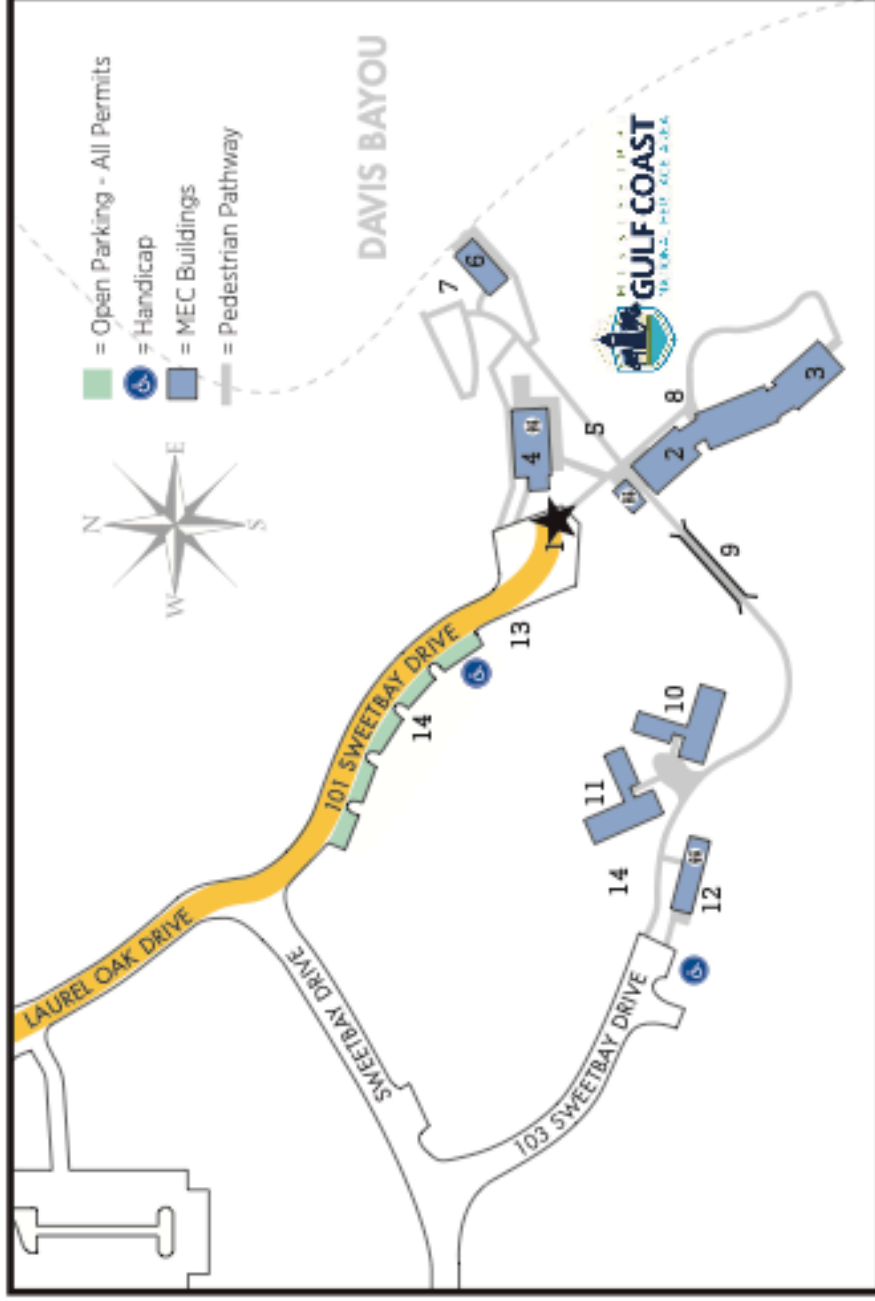 = Open Parking - All Permits
= Handicap
= MEC Buildings
= Pedestrian Pathway
N
E
S
W
DAVIS BAYOU
LAUREL OAK DRIVE
101 SWEETBAY DRIVE
SWEETBAY DRIVE
103 SWEETBAY DRIVE
GULF COAST
1
2
3
4
5
6
7
8
9
10
11
12
13
14
14